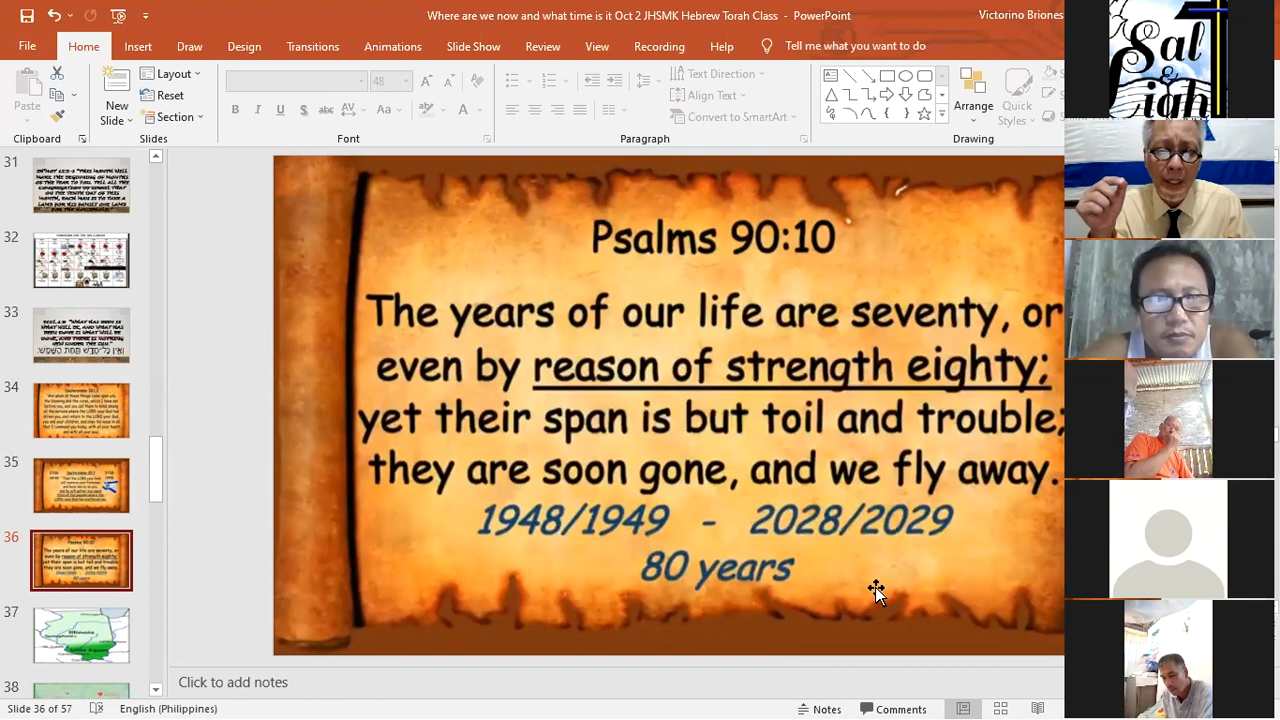 Where are we now and what time is it Oct 2 JHSMK Hebrew Torah Class - PowerPoint
Victorino Briones
File Home Insert Draw Design Transitions Animations Slide Show Review View Recording Help Tell me what you want to do
Paste
Clipboard
New
Slide
Layout
Reset
Section
Slides
48
B I U S abc AV Aa
Font
Text Direction
Align Text
Convert to SmartArt
Paragraph
Arrange
Quick
Styles
Drawing
31
32
33
34
35
36
37
38
Psalms 90:10
The years of our life are seventy, or
even by reason of strength eighty;
yet their span is but toil and trouble;
they are soon gone, and we fly away.
1948/1949 - 2028/2029
80 years
Click to add notes
Slide 36 of 57
English (Philippines)
Notes
Comments
Sal
&
Ligh